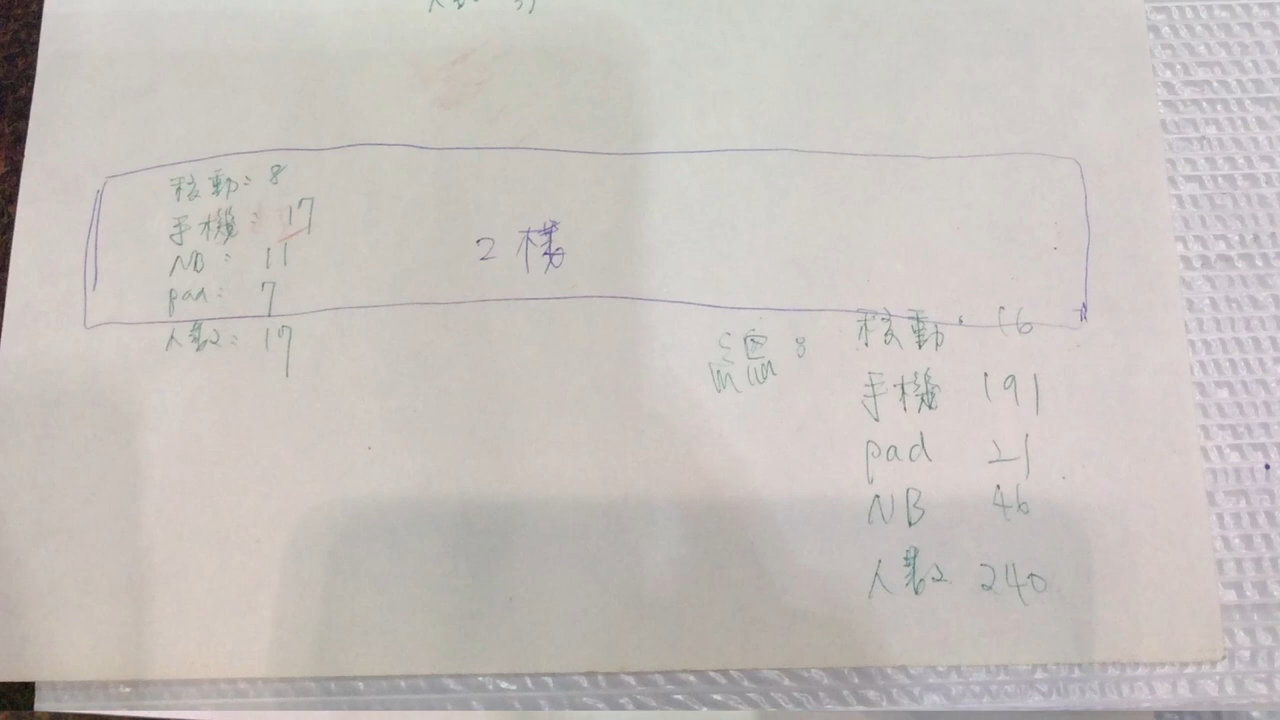 核動: 8
手機: 17
NB: 11
pad: 7
人數: 17
2樓
總:
核動: 16
手機 191
pad 21
NB 46
人數 240